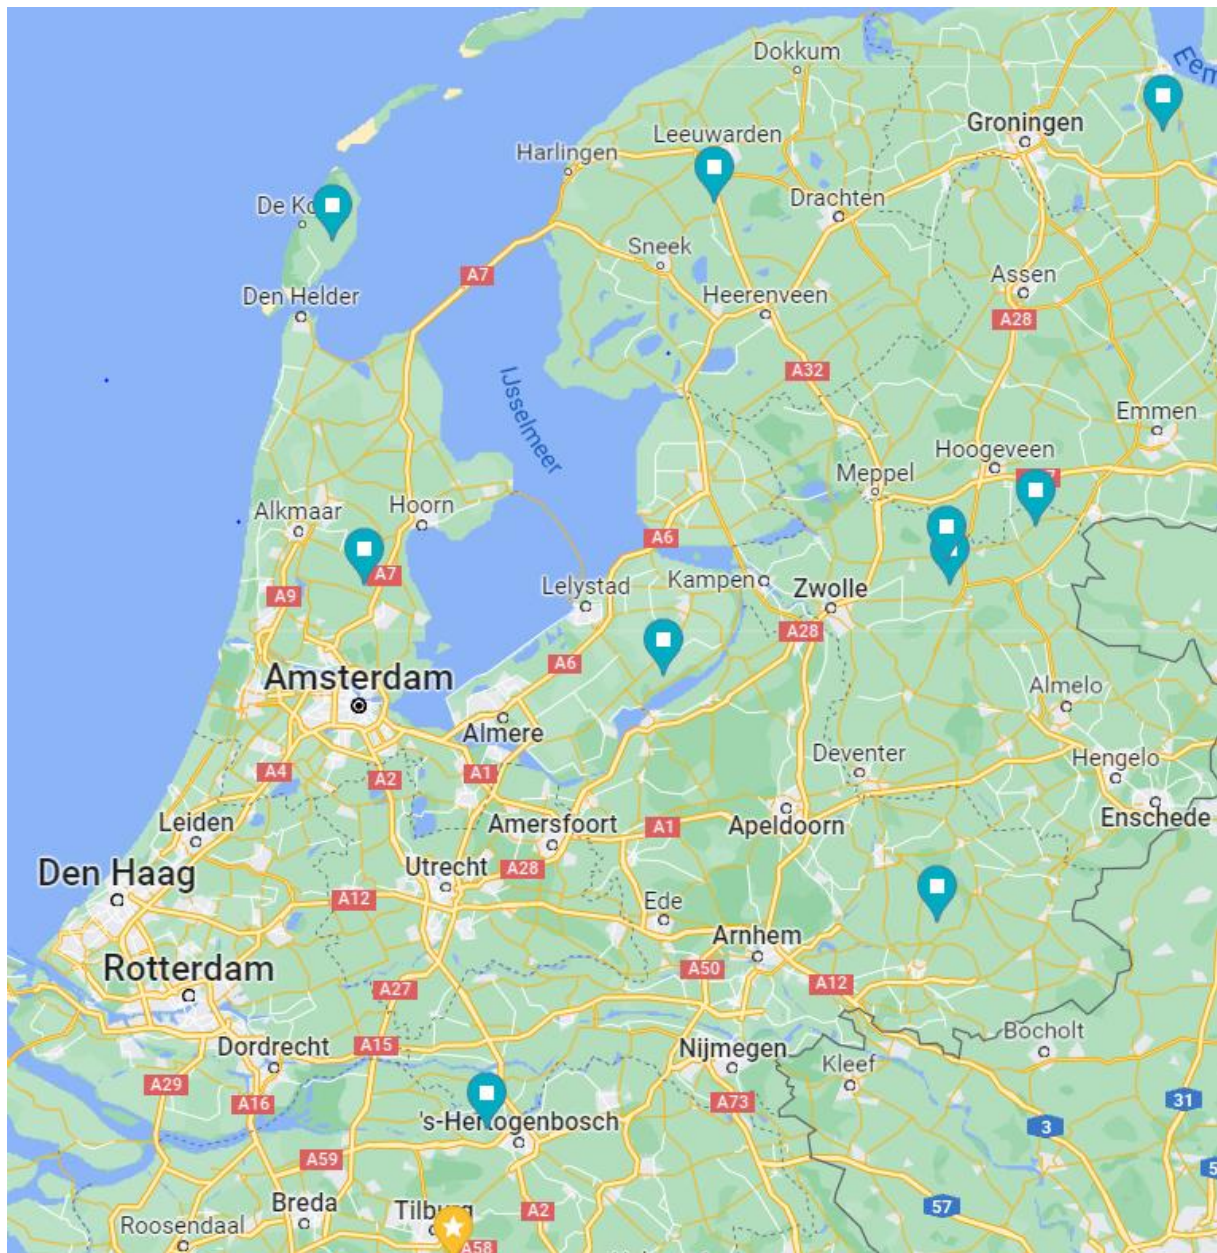 Dokkum
Eem
Groningen
Leeuwarden
Harlingen
Drachten
De Ko
Sneek
A7
Assen
Den Helder
Heerenveen
A28
A32
IJsselmeer
Emmen
Hoogeveen
Meppel
Hoorn
Alkmaar
A6
A7
Kampen
Zwolle
Lelystad
A9
A28
A6
Amsterdam
Almelo
Almere
Deventer
Hengelo
A4
A2
A1
Enschede
Leiden
Amersfoort
A1
Apeldoorn
Utrecht
A28
Den Haag
A12
Ede
Arnhem
Rotterdam
A50
A12
A27
Bocholt
Dordrecht
A15
Nijmegen
Kleef
A29
A16
A73
31
's-Hertogenbosch
3
A59
5
Breda
Tilburg
A2
57
Roosendaal
A58